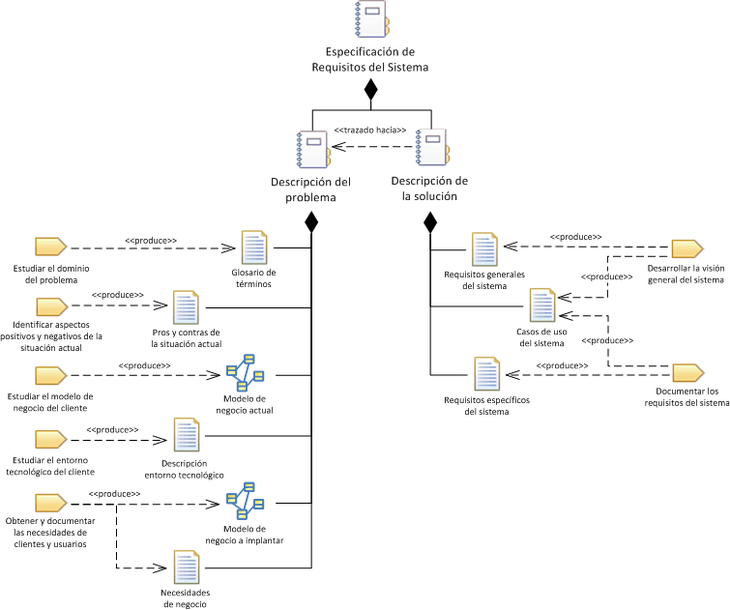 Especificación de
Requisitos del Sistema
<<trazado hacia>>
Descripción del
problema
Descripción de
la solución
<<produce>>
Estudiar el dominio
del problema
Glosario de
términos
<<produce>>
Identificar aspectos
positivos y negativos de la
situación actual
Pros y contras de
la situación actual
<<produce>>
Estudiar el modelo de
negocio del cliente
Modelo de
negocio actual
<<produce>>
Estudiar el entorno
tecnológico del cliente
Descripción
entorno tecnológico
<<produce>>
Obtener y documentar
las necesidades de
clientes y usuarios
Modelo de
negocio a implantar
Necesidades
de negocio
<<produce>>
Requisitos generales
del sistema
Desarrollar la visión
general del sistema
<<produce>>
Casos de uso
del sistema
<<produce>>
<<produce>>
Requisitos específicos
del sistema
Documentar los
requisitos del sistema